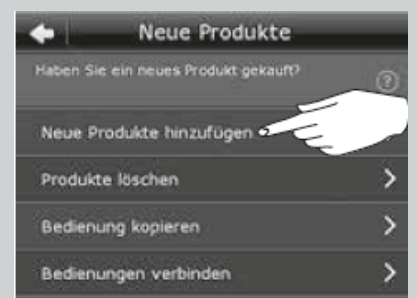 Neue Produkte
Haben Sie ein neues Produkt gekauft?
?
Neue Produkte hinzufügen
Produkte löschen
Bedienung kopieren
Bedienungen verbinden